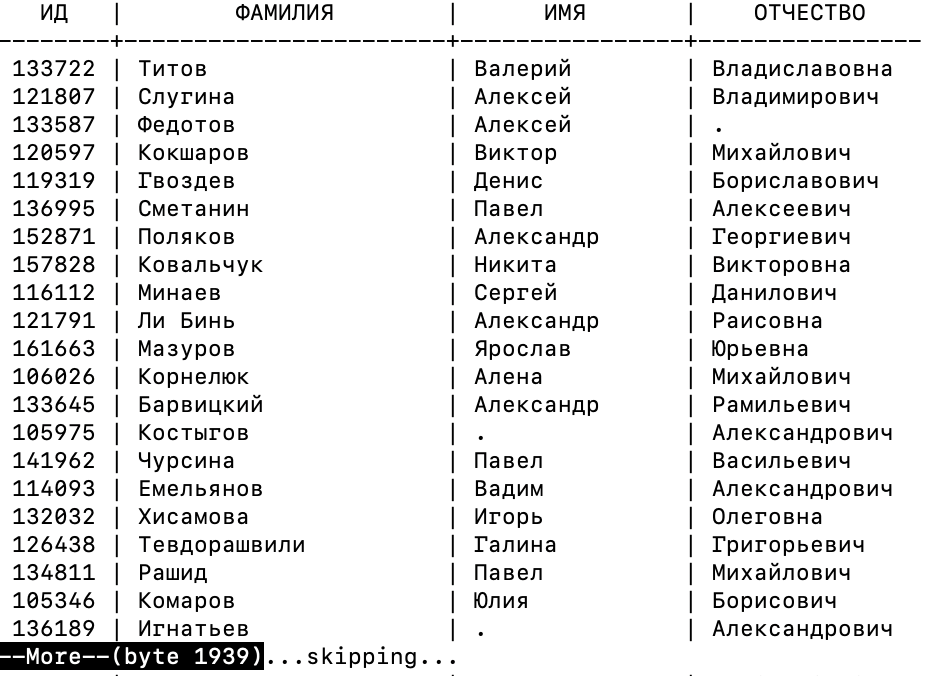 ИД | ФАМИЛИЯ | ИМЯ | ОТЧЕСТВО
133722 | Титов | Валерий | Владиславовна
121807 | Слугина | Алексей | Владимирович
133587 | Федотов | Алексей | .
120597 | Кокшаров | Виктор | Михайлович
119319 | Гвоздев | Денис | Бориславович
136995 | Сметанин | Павел | Алексеевич
152871 | Поляков | Александр | Георгиевич
157828 | Ковальчук | Никита | Викторовна
116112 | Минаев | Сергей | Данилович
121791 | Ли Бинь | Александр | Раисовна
161663 | Мазуров | Ярослав | Юрьевна
106026 | Корнелюк | Алена | Михайлович
133645 | Барвицкий | Александр | Рамильевич
105975 | Костыгов | . | Александрович
141962 | Чурсина | Павел | Васильевич
114093 | Емельянов | Вадим | Александрович
132032 | Хисамова | Игорь | Олеговна
126438 | Тевдорашвили | Галина | Григорьевич
134811 | Рашид | Павел | Михайлович
105346 | Комаров | Юлия | Борисович
136189 | Игнатьев | . | Александрович
--More--(byte 1939)...skipping...